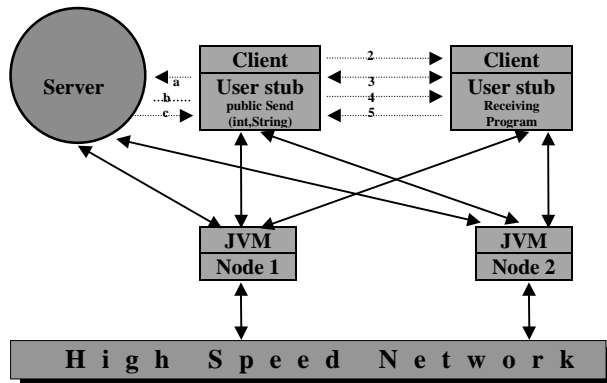 Server
a
b
c
Client
User stub
public Send
(int,String)
2
3
4
5
Client
User stub
Receiving
Program
JVM
Node 1
JVM
Node 2
High Speed Network